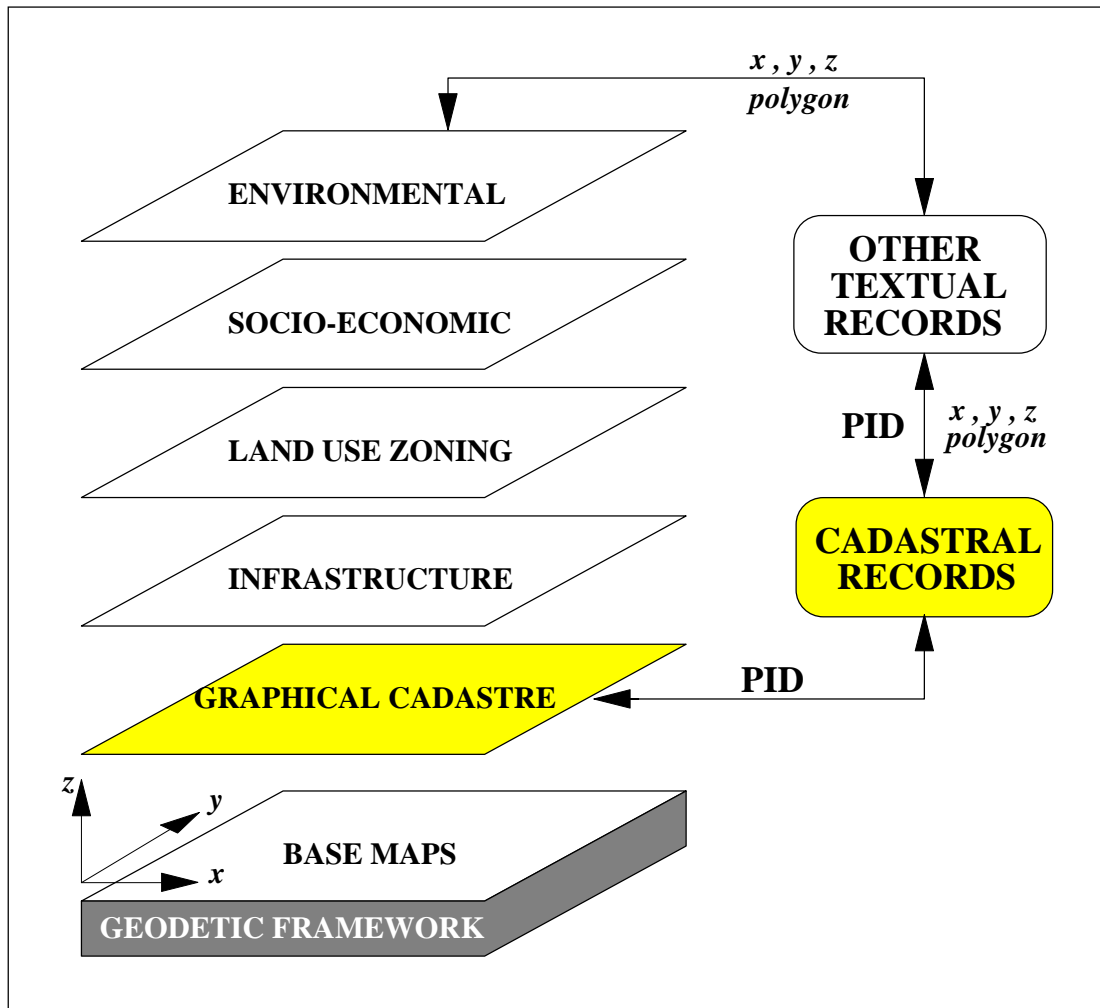 x , y , z
polygon
ENVIRONMENTAL
OTHER
TEXTUAL
RECORDS
SOCIO-ECONOMIC
PID
x , y , z
polygon
LAND USE ZONING
CADASTRAL
RECORDS
INFRASTRUCTURE
GRAPHICAL CADASTRE
PID
z
y
x
BASE MAPS
GEODETIC FRAMEWORK